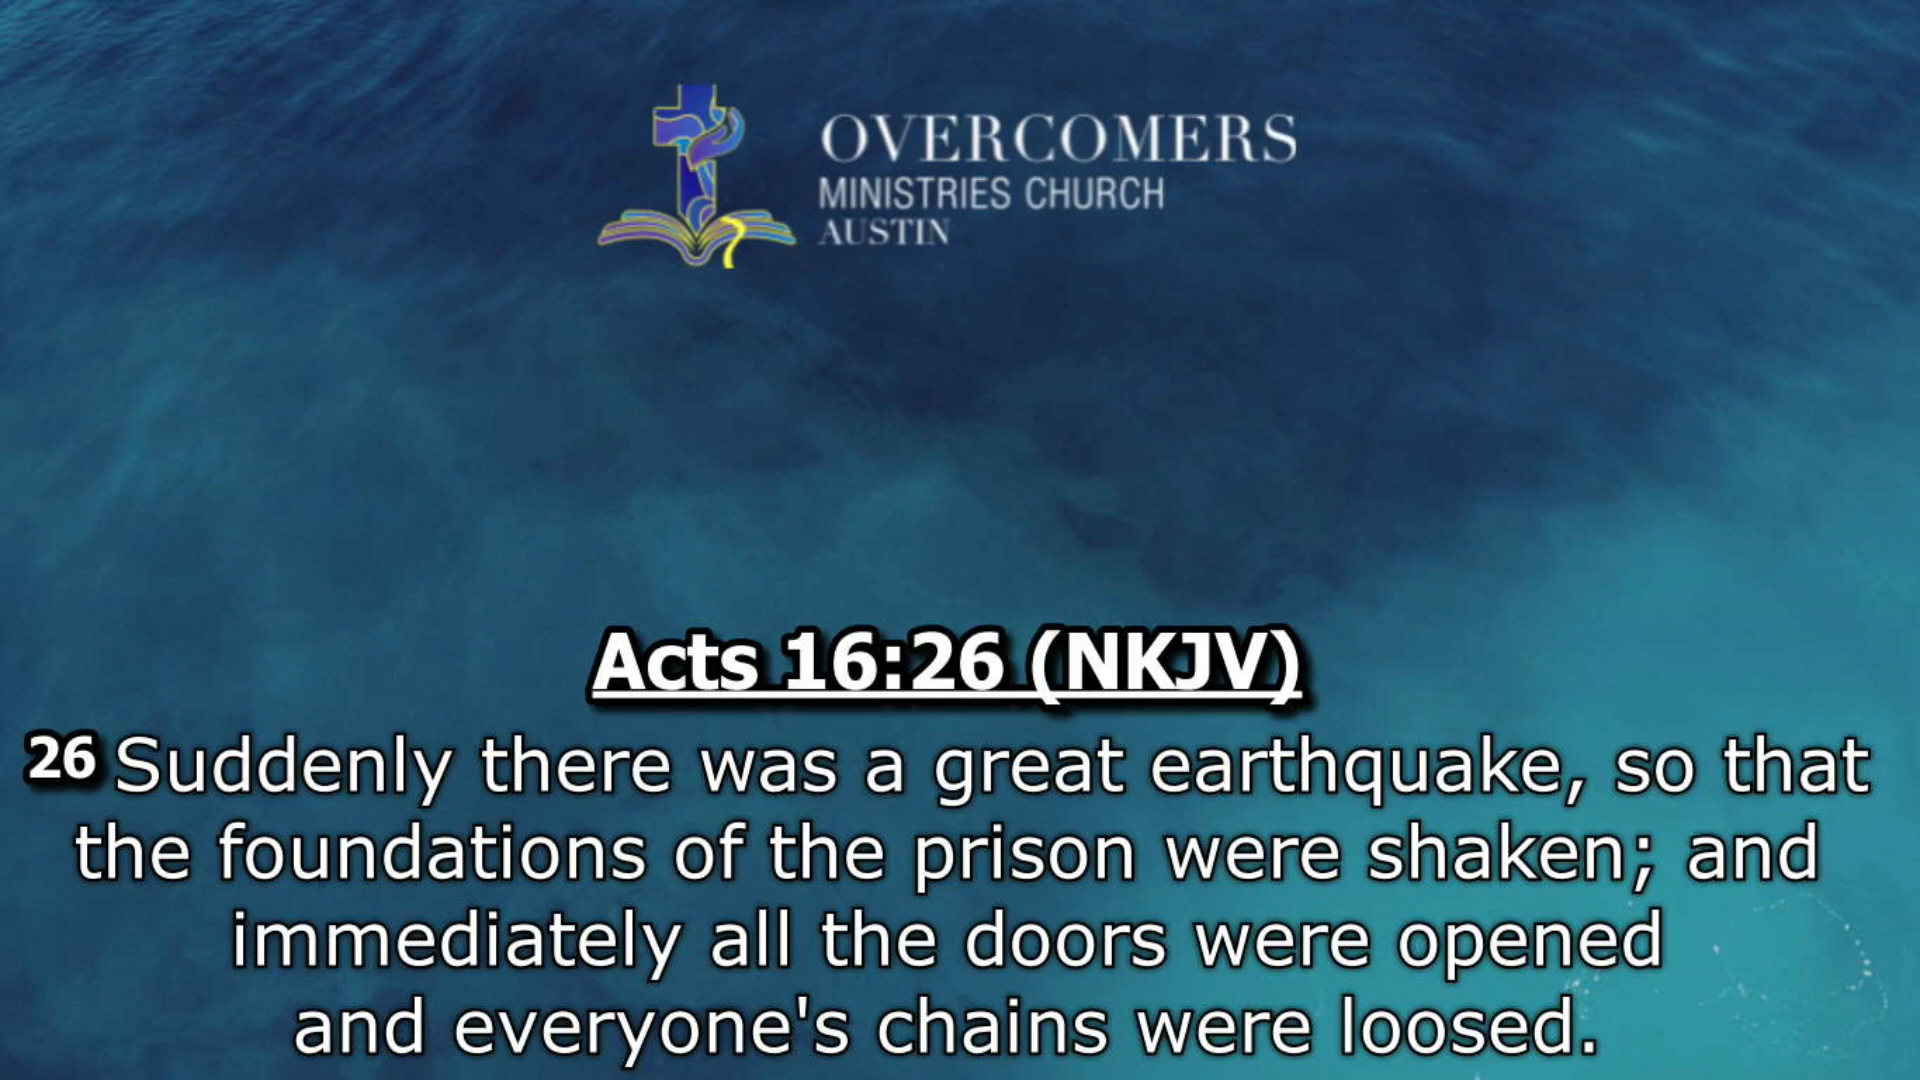 OVERCOMERS
MINISTRIES CHURCH
AUSTIN
Acts 16:26 (NKJV)
26 Suddenly there was a great earthquake, so that
the foundations of the prison were shaken; and
immediately all the doors were opened
and everyone's chains were loosed.